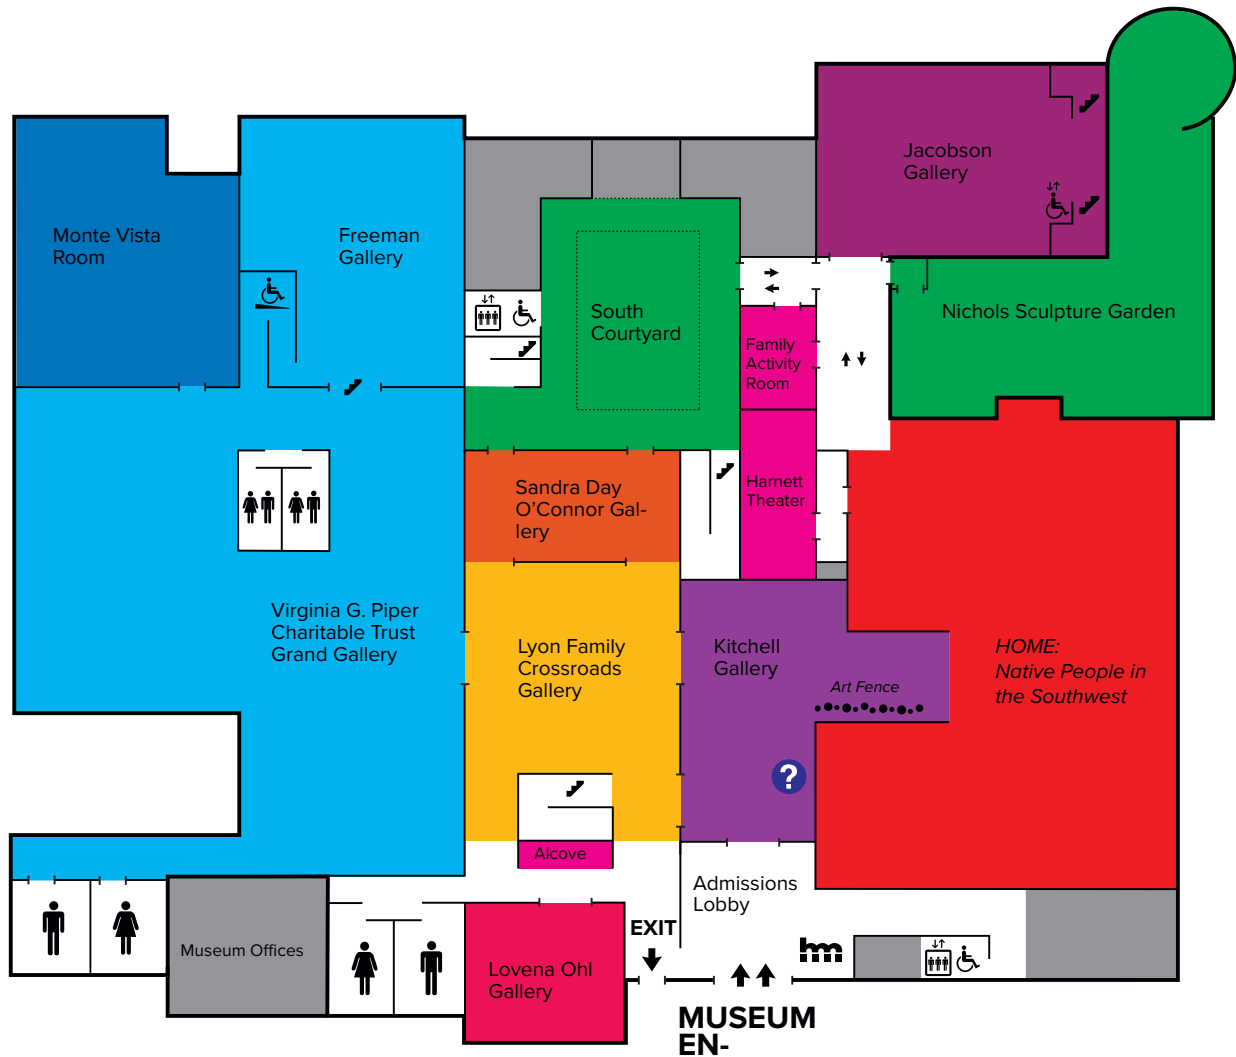 Jacobson
Gallery
Monte Vista
Room
Freeman
Gallery
South
Courtyard
Nichols Sculpture Garden
Family
Activity
Room
Sandra Day
O'Connor Gal-
lery
Harnett
Theater
Virginia G. Piper
Charitable Trust
Grand Gallery
Lyon Family
Crossroads
Gallery
Kitchell
Gallery
Art Fence
HOME:
Native People in
the Southwest
?
Alcove
Admissions
Lobby
EXIT
Museum Offices
hm
Lovena Ohl
Gallery
MUSEUM
EN-